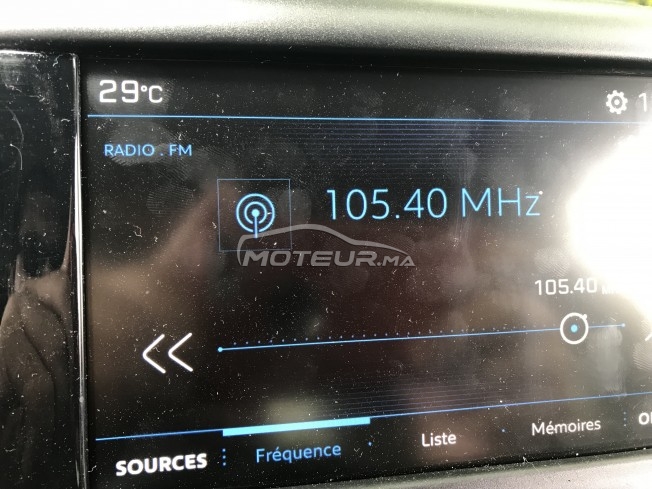 29°C
RADIO . FM
105.40 MHz
MOTEUR.MA
105.40
SOURCES
Fréquence
Liste
Mémoires